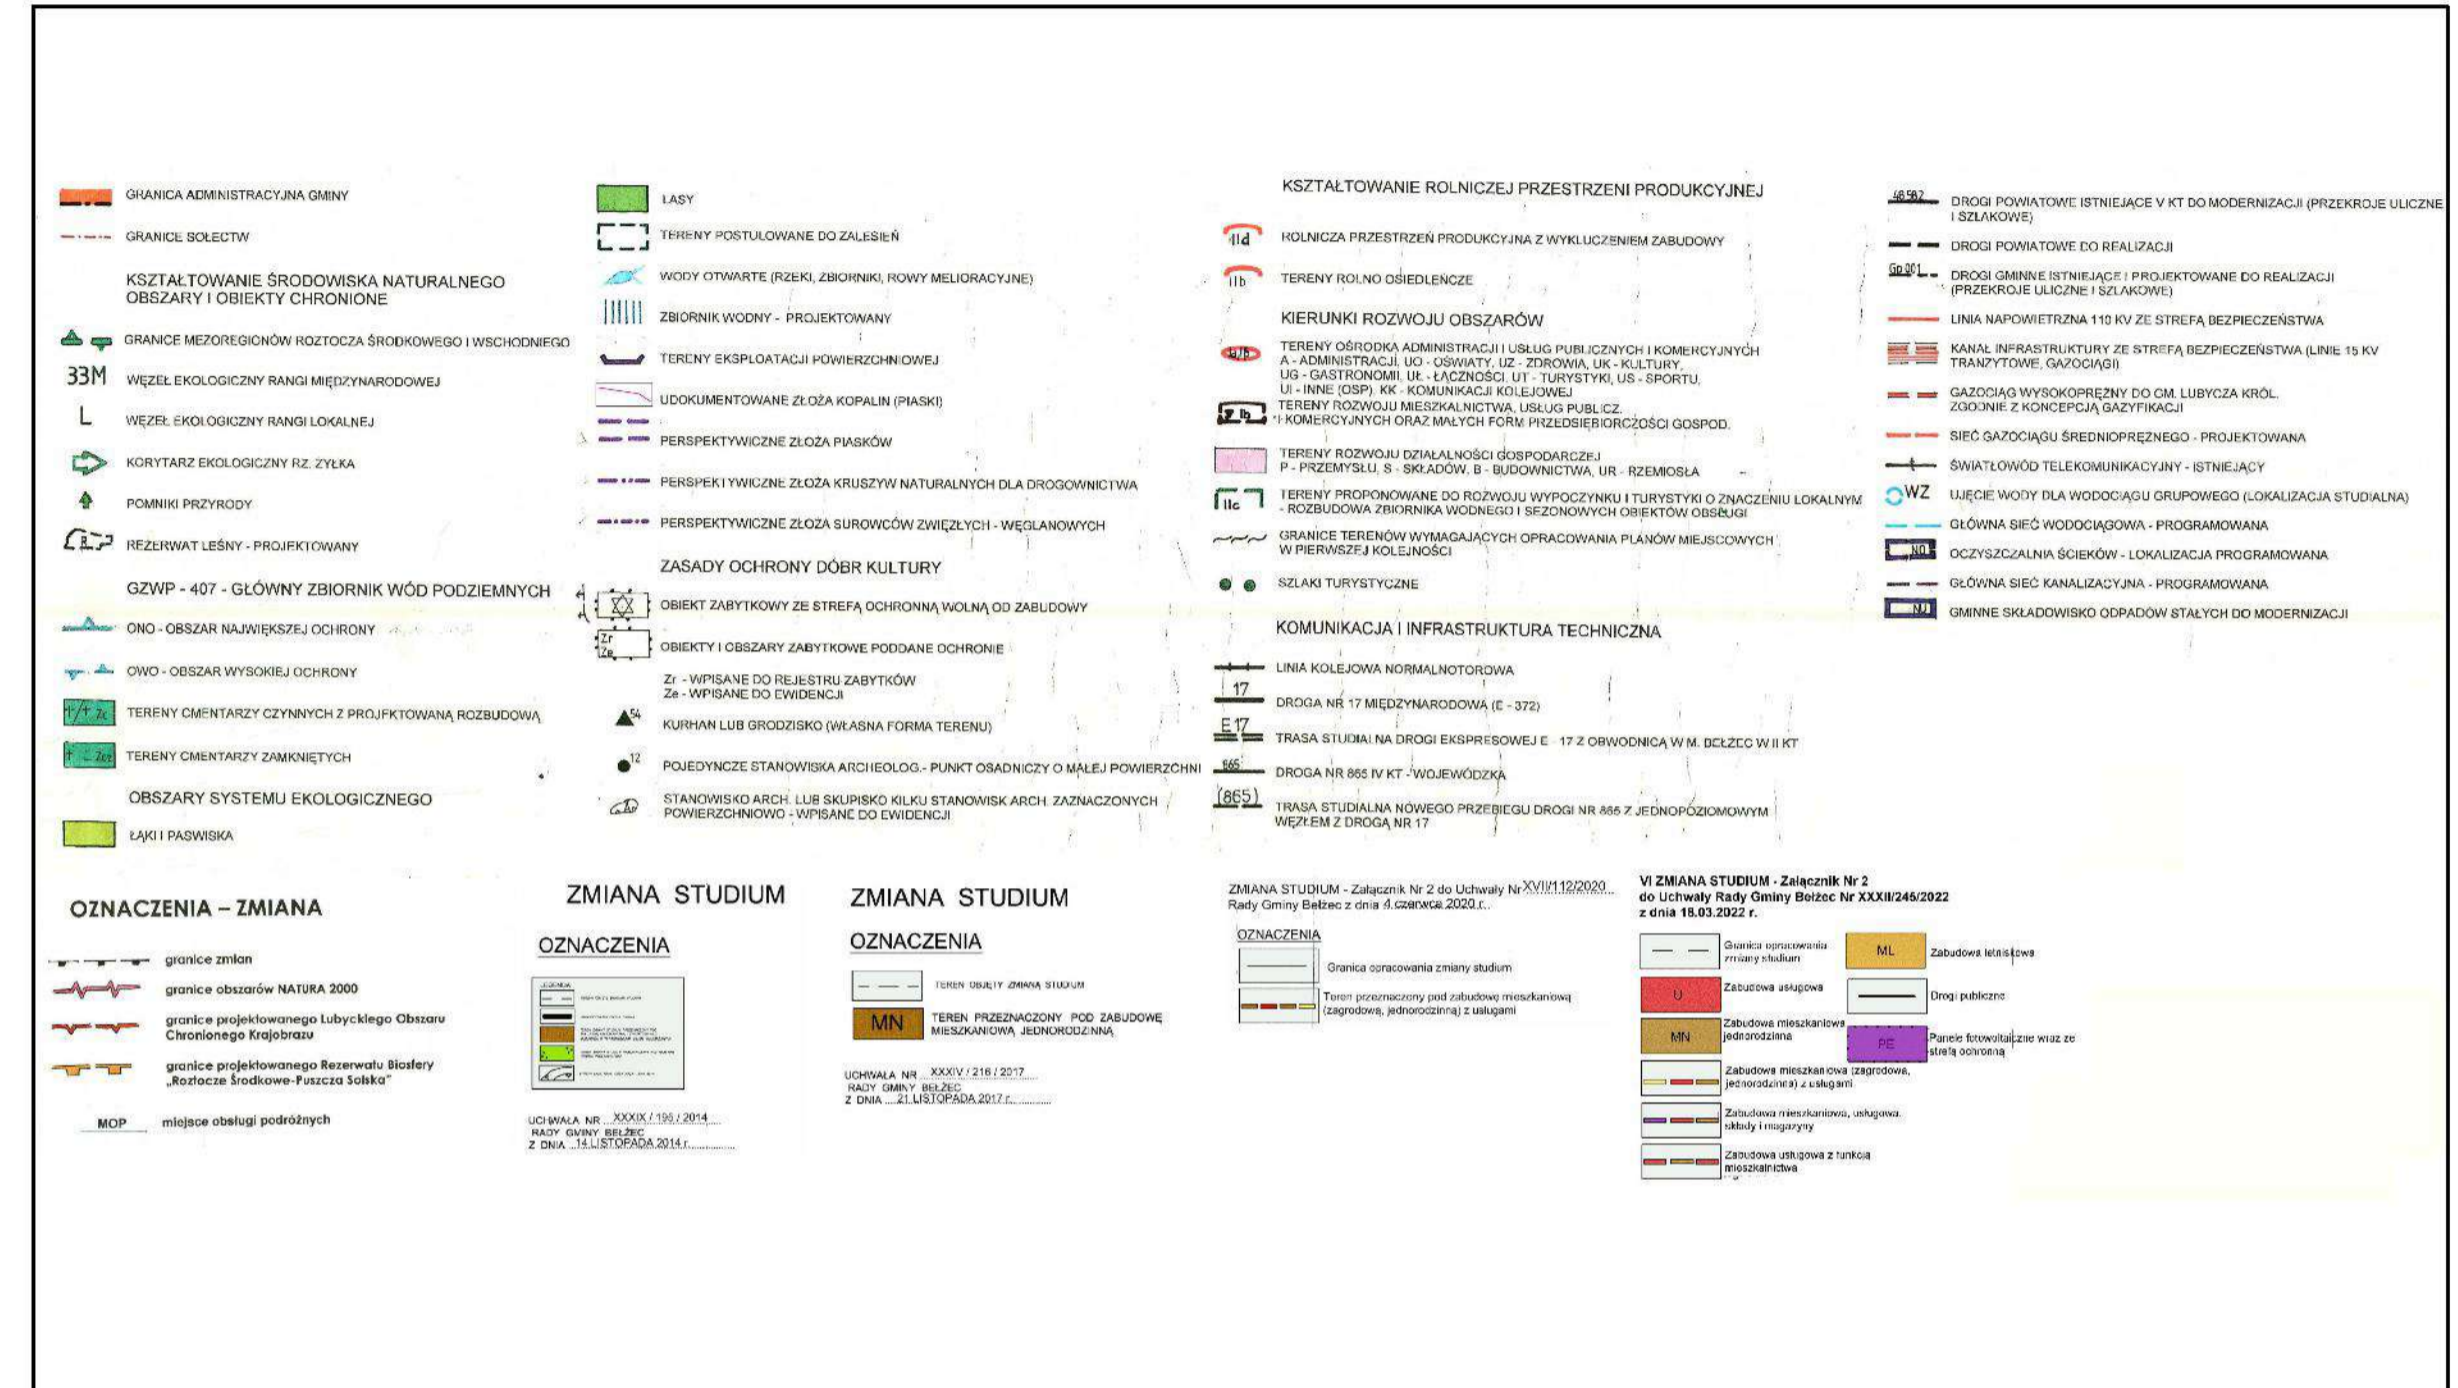 GRANICA ADMINISTRACYJNA GMINY
GRANICE SOŁECTW
KSZTAŁTOWANIE ŚRODOWISKA NATURALNEGO
OBSZARY I OBIEKTY CHRONIONE
GRANICE MEZOREGIONÓW ROZTOCZA ŚRODKOWEGO I WSCHODNIEGO
33M WĘZEŁ EKOLOGICZNY RANGI MIĘDZYNARODOWEJ
L WĘZEŁ EKOLOGICZNY RANGI LOKALNEJ
KORYTARZ EKOLOGICZNY RZ. ŻYŁKA
POMNIKI PRZYRODY
R REZERWAT LEŚNY - PROJEKTOWANY
GZWP - 407 - GŁÓWNY ZBIORNIK WÓD PODZIEMNYCH
ONO - OBSZAR NAJWIĘKSZEJ OCHRONY
OWO - OBSZAR WYSOKIEJ OCHRONY
TERENY CMENTARZY CZYNNYCH Z PROJEKTOWANĄ ROZBUDOWĄ
TERENY CMENTARZY ZAMKNIĘTYCH
OBSZARY SYSTEMU EKOLOGICZNEGO
ŁĄKI I PASWISKA
LASY
TERENY POSTULOWANE DO ZALESIEŃ
WODY OTWARTE (RZEKI, ZBIORNIKI, ROWY MELIORACYJNE)
ZBIORNIK WODNY - PROJEKTOWANY
TERENY EKSPLOATACJI POWIERZCHNIOWEJ
UDOKUMENTOWANE ZŁOŻA KOPALIN (PIASKI)
PERSPEKTYWICZNE ZŁOŻA PIASKÓW
PERSPEKTYWICZNE ZŁOŻA KRUSZYW NATURALNYCH DLA DROGOWNICTWA
PERSPEKTYWICZNE ZŁOŻA SUROWCÓW ZWIĘZŁYCH - WĘGLANOWYCH
ZASADY OCHRONY DÓBR KULTURY
OBIEKT ZABYTKOWY ZE STREFĄ OCHRONNĄ WOLNĄ OD ZABUDOWY
Zr
Ze OBIEKTY I OBSZARY ZABYTKOWE PODDANE OCHRONIE
Zr - WPISANE DO REJESTRU ZABYTKÓW
Ze - WPISANE DO EWIDENCJI
54 KURHAN LUB GRODZISKO (WŁASNA FORMA TERENU)
12 POJEDYNCZE STANOWISKA ARCHEOLOG.- PUNKT OSADNICZY O MAŁEJ POWIERZCHNI
STANOWISKO ARCH. LUB SKUPISKO KILKU STANOWISK ARCH. ZAZNACZONYCH
POWIERZCHNIOWO - WPISANE DO EWIDENCJI
KSZTAŁTOWANIE ROLNICZEJ PRZESTRZENI PRODUKCYJNEJ
IId ROLNICZA PRZESTRZEŃ PRODUKCYJNA Z WYKLUCZENIEM ZABUDOWY
IIb TERENY ROLNO OSIEDLEŃCZE
KIERUNKI ROZWOJU OBSZARÓW
TERENY OŚRODKA ADMINISTRACJI I USŁUG PUBLICZNYCH I KOMERCYJNYCH
A - ADMINISTRACJI, UO - OŚWIATY, UZ - ZDROWIA, UK - KULTURY,
UG - GASTRONOMII, UŁ - ŁĄCZNOŚCI, UT - TURYSTYKI, US - SPORTU,
UI - INNE (OSP), KK - KOMUNIKACJI KOLEJOWEJ
TERENY ROZWOJU MIESZKALNICTWA, USŁUG PUBLICZ.
I KOMERCYJNYCH ORAZ MAŁYCH FORM PRZEDSIĘBIORCZOŚCI GOSPOD.
TERENY ROZWOJU DZIAŁALNOŚCI GOSPODARCZEJ
P - PRZEMYSŁU, S - SKŁADÓW, B - BUDOWNICTWA, UR - RZEMIOSŁA
IIc TERENY PROPONOWANE DO ROZWOJU WYPOCZYNKU I TURYSTYKI O ZNACZENIU LOKALNYM
- ROZBUDOWA ZBIORNIKA WODNEGO I SEZONOWYCH OBIEKTÓW OBSŁUGI
GRANICE TERENÓW WYMAGAJĄCYCH OPRACOWANIA PLANÓW MIEJSCOWYCH
W PIERWSZEJ KOLEJNOŚCI
SZLAKI TURYSTYCZNE
KOMUNIKACJA I INFRASTRUKTURA TECHNICZNA
LINIA KOLEJOWA NORMALNOTOROWA
17 DROGA NR 17 MIĘDZYNARODOWA (E - 372)
E 17 TRASA STUDIALNA DROGI EKSPRESOWEJ E - 17 Z OBWODNICĄ W M. BEŁŻEC W II KT
865 DROGA NR 865 IV KT - WOJEWÓDZKA
(865) TRASA STUDIALNA NOWEGO PRZEBIEGU DROGI NR 865 Z JEDNOPOZIOMOWYM
WĘZŁEM Z DROGĄ NR 17
48 582 DROGI POWIATOWE ISTNIEJĄCE V KT DO MODERNIZACJI (PRZEKROJE ULICZNE
I SZLAKOWE)
DROGI POWIATOWE DO REALIZACJI
Gp 001 DROGI GMINNE ISTNIEJĄCE I PROJEKTOWANE DO REALIZACJI
(PRZEKROJE ULICZNE I SZLAKOWE)
LINIA NAPOWIETRZNA 110 KV ZE STREFĄ BEZPIECZEŃSTWA
KANAŁ INFRASTRUKTURY ZE STREFĄ BEZPIECZEŃSTWA (LINIE 15 KV
TRANZYTOWE, GAZOCIĄGI)
GAZOCIĄG WYSOKOPRĘŻNY DO GM. LUBYCZA KRÓL.
ZGODNIE Z KONCEPCJĄ GAZYFIKACJI
SIEĆ GAZOCIĄGU ŚREDNIOPRĘŻNEGO - PROJEKTOWANA
ŚWIATŁOWÓD TELEKOMUNIKACYJNY - ISTNIEJĄCY
WZ UJĘCIE WODY DLA WODOCIĄGU GRUPOWEGO (LOKALIZACJA STUDIALNA)
GŁÓWNA SIEĆ WODOCIĄGOWA - PROGRAMOWANA
NO OCZYSZCZALNIA ŚCIEKÓW - LOKALIZACJA PROGRAMOWANA
GŁÓWNA SIEĆ KANALIZACYJNA - PROGRAMOWANA
NU GMINNE SKŁADOWISKO ODPADÓW STAŁYCH DO MODERNIZACJI
OZNACZENIA – ZMIANA
granice zmian
granice obszarów NATURA 2000
granice projektowanego Lubyckiego Obszaru
Chronionego Krajobrazu
granice projektowanego Rezerwatu Biosfery
„Roztocze Środkowe-Puszcza Solska"
MOP miejsce obsługi podróżnych
ZMIANA STUDIUM
OZNACZENIA
LEGENDA
UCHWAŁA NR XXXIX / 195 / 2014
RADY GMINY BEŁŻEC
Z DNIA 14 LISTOPADA 2014 r.
ZMIANA STUDIUM
OZNACZENIA
TEREN OBJĘTY ZMIANĄ STUDIUM
MN TEREN PRZEZNACZONY POD ZABUDOWĘ
MIESZKANIOWĄ JEDNORODZINNĄ
UCHWAŁA NR XXXIV / 216 / 2017
RADY GMINY BEŁŻEC
Z DNIA 21 LISTOPADA 2017 r.
ZMIANA STUDIUM - Załącznik Nr 2 do Uchwały Nr XVII/112/2020
Rady Gminy Bełżec z dnia 4 czerwca 2020 r.
OZNACZENIA
Granica opracowania zmiany studium
Teren przeznaczony pod zabudowę mieszkaniową
(zagrodową, jednorodzinną) z usługami
VI ZMIANA STUDIUM - Załącznik Nr 2
do Uchwały Rady Gminy Bełżec Nr XXXII/245/2022
z dnia 18.03.2022 r.
Granica opracowania
zmiany studium
U Zabudowa usługowa
MN Zabudowa mieszkaniowa
jednorodzinna
Zabudowa mieszkaniowa (zagrodowa,
jednorodzinna) z usługami
Zabudowa mieszkaniowa, usługowa,
składy i magazyny
Zabudowa usługowa z funkcją
mieszkalnictwa
ML Zabudowa letniskowa
Drogi publiczne
PE Panele fotowoltaiczne wraz ze
strefą ochronną